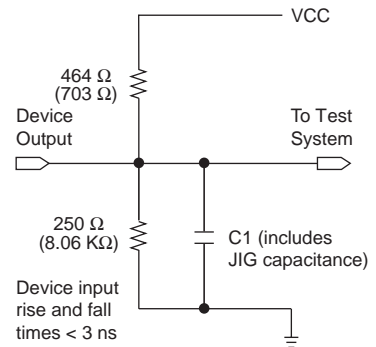 VCC
464 Ω
(703 Ω)
Device
Output
To Test
System
250 Ω
(8.06 KΩ)
C1 (includes
JIG capacitance)
Device input
rise and fall
times < 3 ns